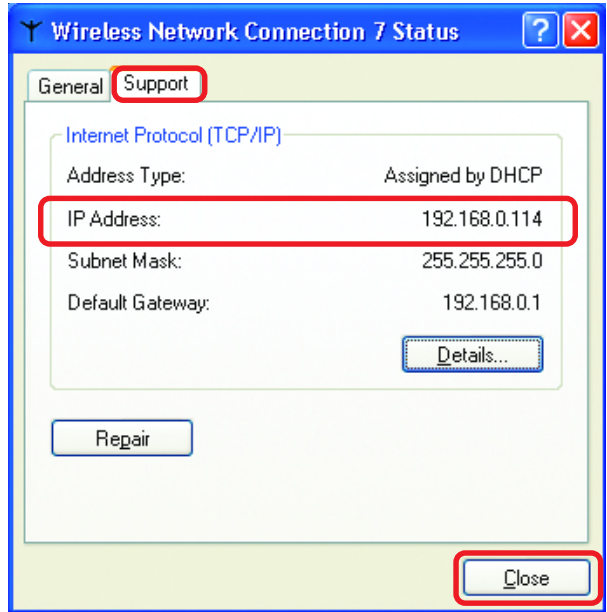 Wireless Network Connection 7 Status
General Support
Internet Protocol (TCP/IP)
Address Type: Assigned by DHCP
IP Address: 192.168.0.114
Subnet Mask: 255.255.255.0
Default Gateway: 192.168.0.1
Details...
Repair
Close